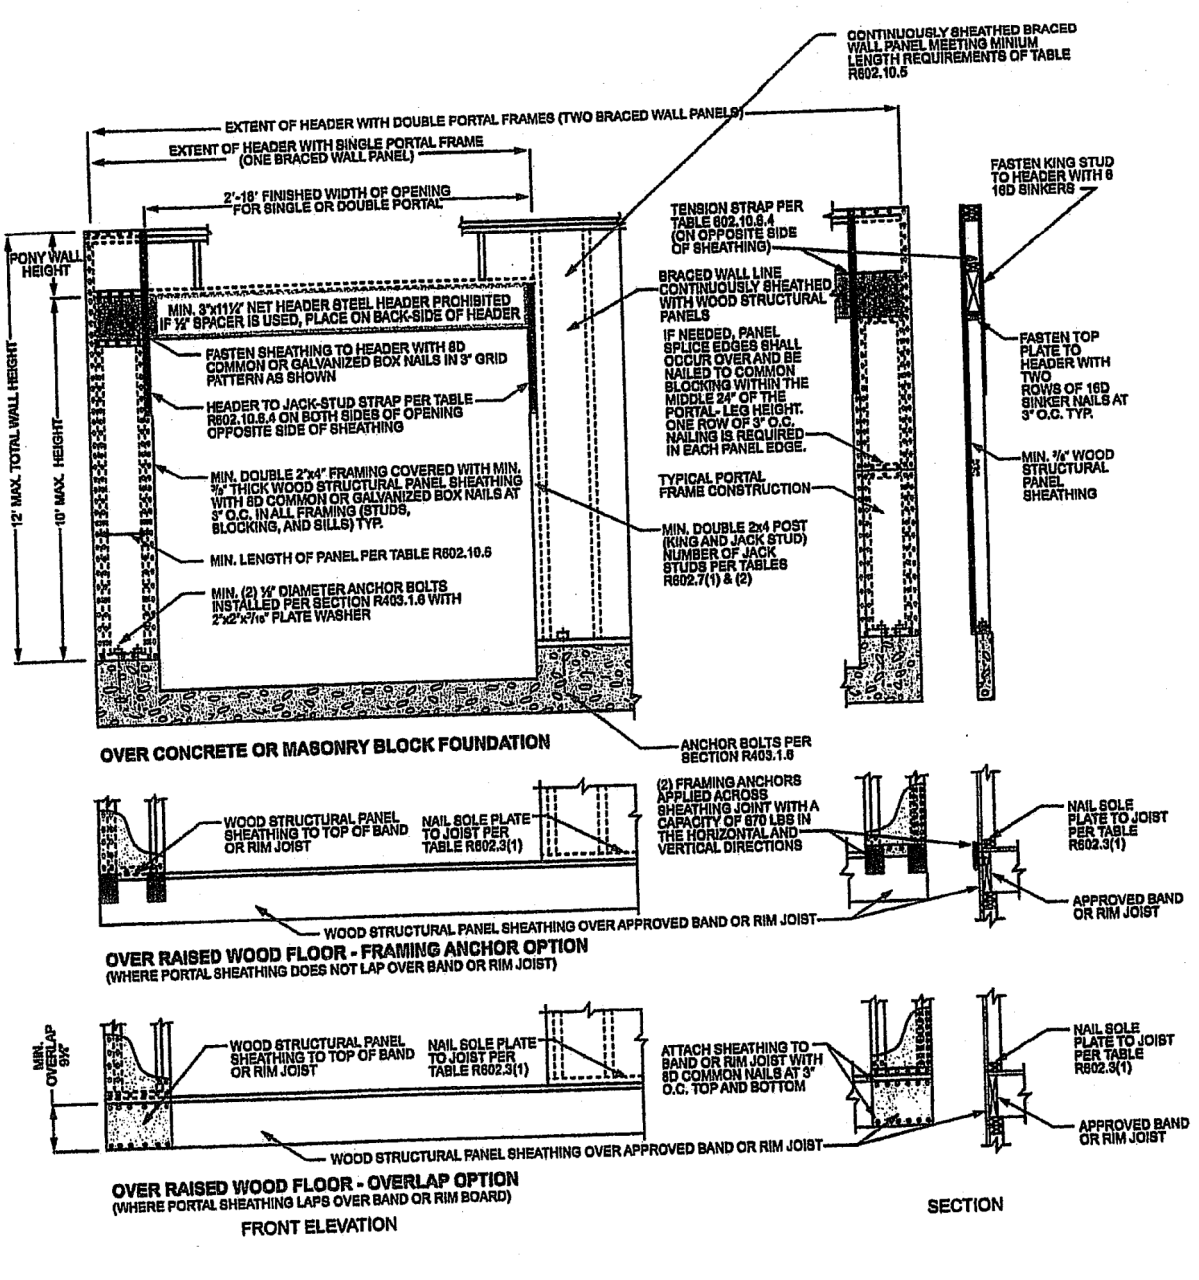 CONTINUOUSLY SHEATHED BRACED
WALL PANEL MEETING MINIUM
LENGTH REQUIREMENTS OF TABLE
R602.10.5
EXTENT OF HEADER WITH DOUBLE PORTAL FRAMES (TWO BRACED WALL PANELS)
EXTENT OF HEADER WITH SINGLE PORTAL FRAME
(ONE BRACED WALL PANEL)
2'-18' FINISHED WIDTH OF OPENING
FOR SINGLE OR DOUBLE PORTAL
TENSION STRAP PER
TABLE 602.10.6.4
(ON OPPOSITE SIDE
OF SHEATHING)
FASTEN KING STUD
TO HEADER WITH 6
16D SINKERS
PONY WALL
HEIGHT
12' MAX. TOTAL WALL HEIGHT
10' MAX. HEIGHT
MIN. 3"x11¼" NET HEADER STEEL HEADER PROHIBITED
IF ½" SPACER IS USED, PLACE ON BACK-SIDE OF HEADER
BRACED WALL LINE
CONTINUOUSLY SHEATHED
WITH WOOD STRUCTURAL
PANELS
FASTEN SHEATHING TO HEADER WITH 8D
COMMON OR GALVANIZED BOX NAILS IN 3" GRID
PATTERN AS SHOWN
HEADER TO JACK-STUD STRAP PER TABLE
R602.10.6.4 ON BOTH SIDES OF OPENING
OPPOSITE SIDE OF SHEATHING
IF NEEDED, PANEL
SPLICE EDGES SHALL
OCCUR OVER AND BE
NAILED TO COMMON
BLOCKING WITHIN THE
MIDDLE 24" OF THE
PORTAL- LEG HEIGHT.
ONE ROW OF 3" O.C.
NAILING IS REQUIRED
IN EACH PANEL EDGE.
FASTEN TOP
PLATE TO
HEADER WITH
TWO
ROWS OF 16D
SINKER NAILS AT
3" O.C. TYP.
MIN. DOUBLE 2"x4" FRAMING COVERED WITH MIN.
⅜" THICK WOOD STRUCTURAL PANEL SHEATHING
WITH 8D COMMON OR GALVANIZED BOX NAILS AT
3" O.C. IN ALL FRAMING (STUDS,
BLOCKING, AND SILLS) TYP.
TYPICAL PORTAL
FRAME CONSTRUCTION
MIN. ⅜" WOOD
STRUCTURAL
PANEL
SHEATHING
MIN. DOUBLE 2x4 POST
(KING AND JACK STUD)
NUMBER OF JACK
STUDS PER TABLES
R602.7(1) & (2)
MIN. LENGTH OF PANEL PER TABLE R602.10.5
MIN. (2) ½" DIAMETER ANCHOR BOLTS
INSTALLED PER SECTION R403.1.6 WITH
2"x2"x³/₁₆" PLATE WASHER
OVER CONCRETE OR MASONRY BLOCK FOUNDATION
ANCHOR BOLTS PER
SECTION R403.1.6
WOOD STRUCTURAL PANEL
SHEATHING TO TOP OF BAND
OR RIM JOIST
NAIL SOLE PLATE
TO JOIST PER
TABLE R602.3(1)
(2) FRAMING ANCHORS
APPLIED ACROSS
SHEATHING JOINT WITH A
CAPACITY OF 670 LBS IN
THE HORIZONTAL AND
VERTICAL DIRECTIONS
NAIL SOLE
PLATE TO JOIST
PER TABLE
R602.3(1)
APPROVED BAND
OR RIM JOIST
WOOD STRUCTURAL PANEL SHEATHING OVER APPROVED BAND OR RIM JOIST
OVER RAISED WOOD FLOOR - FRAMING ANCHOR OPTION
(WHERE PORTAL SHEATHING DOES NOT LAP OVER BAND OR RIM JOIST)
MIN.
OVERLAP
9¼"
WOOD STRUCTURAL PANEL
SHEATHING TO TOP OF BAND
OR RIM JOIST
NAIL SOLE PLATE
TO JOIST PER
TABLE R602.3(1)
ATTACH SHEATHING TO
BAND OR RIM JOIST WITH
8D COMMON NAILS AT 3"
O.C. TOP AND BOTTOM
NAIL SOLE
PLATE TO JOIST
PER TABLE
R602.3(1)
APPROVED BAND
OR RIM JOIST
WOOD STRUCTURAL PANEL SHEATHING OVER APPROVED BAND OR RIM JOIST
OVER RAISED WOOD FLOOR - OVERLAP OPTION
(WHERE PORTAL SHEATHING LAPS OVER BAND OR RIM BOARD)
FRONT ELEVATION
SECTION